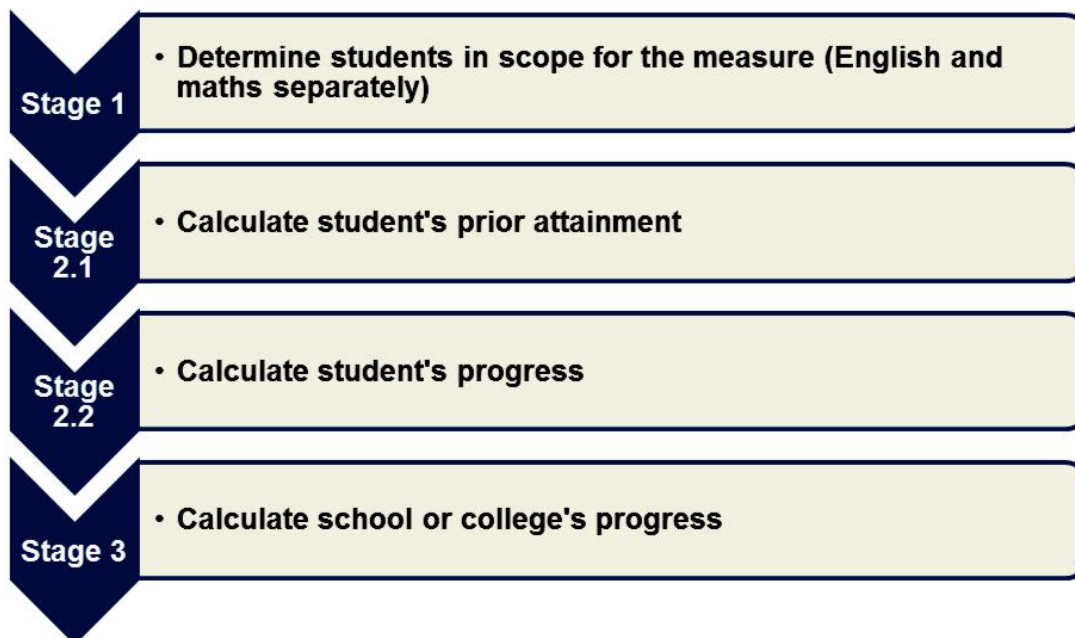 Stage 1
• Determine students in scope for the measure (English and
maths separately)
Stage
2.1
• Calculate student's prior attainment
Stage
2.2
• Calculate student's progress
Stage 3
• Calculate school or college's progress